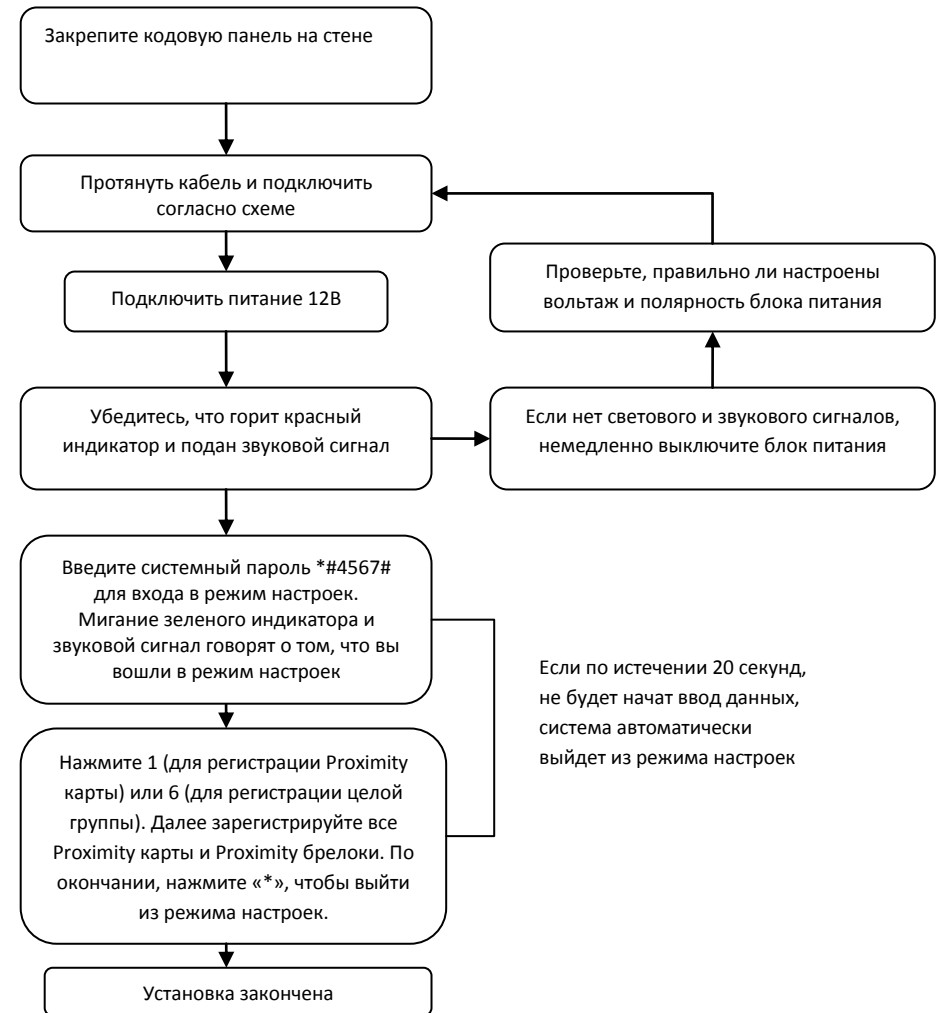 Закрепите кодовую панель на стене
Протянуть кабель и подключить
согласно схеме
Подключить питание 12В
Проверьте, правильно ли настроены
вольтаж и полярность блока питания
Убедитесь, что горит красный
индикатор и подан звуковой сигнал
Если нет светового и звукового сигналов,
немедленно выключите блок питания
Введите системный пароль *#4567#
для входа в режим настроек.
Мигание зеленого индикатора и
звуковой сигнал говорят о том, что вы
вошли в режим настроек
Если по истечении 20 секунд,
не будет начат ввод данных,
система автоматически
выйдет из режима настроек
Нажмите 1 (для регистрации Proximity
карты) или 6 (для регистрации целой
группы). Далее зарегистрируйте все
Proximity карты и Proximity брелоки. По
окончании, нажмите «*», чтобы выйти
из режима настроек.
Установка закончена